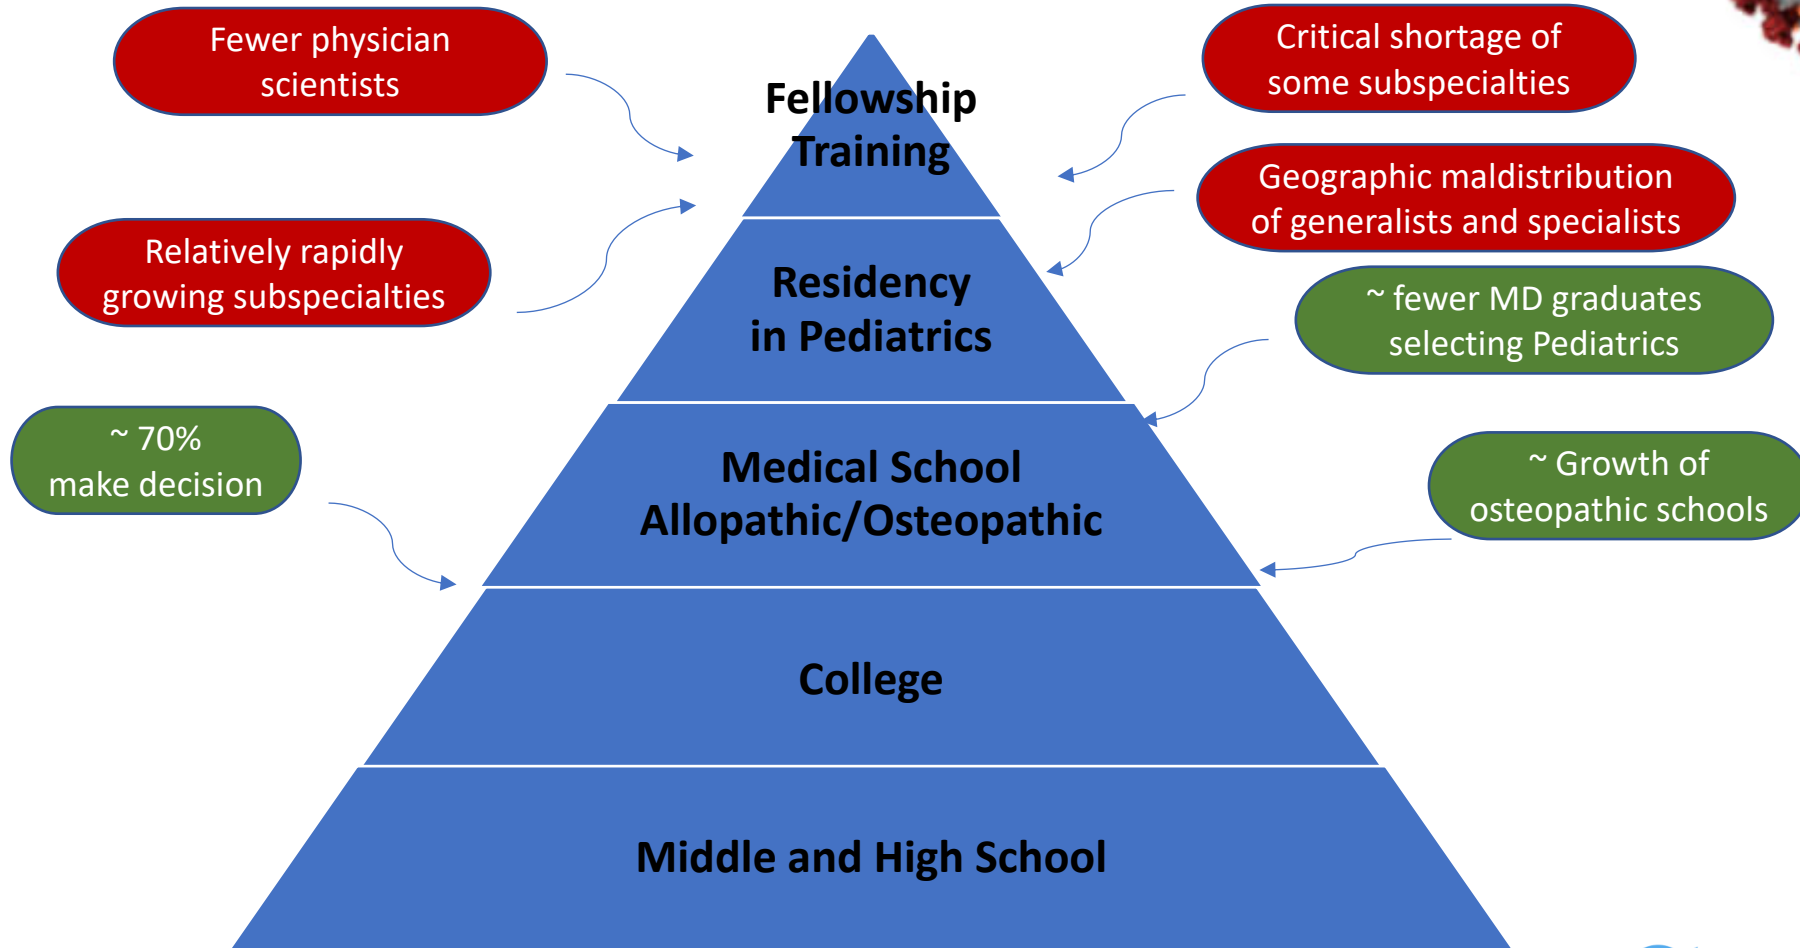 Fewer physician
scientists
Critical shortage of
some subspecialties
Fellowship
Training
Geographic maldistribution
of generalists and specialists
Relatively rapidly
growing subspecialties
Residency
in Pediatrics
~ fewer MD graduates
selecting Pediatrics
~ 70%
make decision
Medical School
Allopathic/Osteopathic
~ Growth of
osteopathic schools
College
Middle and High School